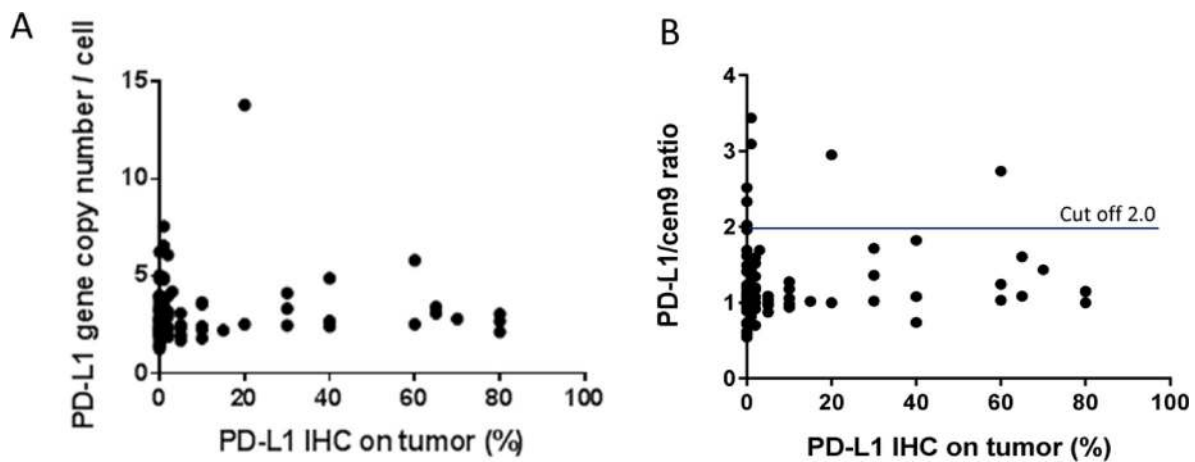 A
PD-L1 gene copy number / cell
15
10
5
0
0 20 40 60 80 100
PD-L1 IHC on tumor (%)
B
PD-L1/cen9 ratio
4
3
2
1
0
Cut off 2.0
0 20 40 60 80 100
PD-L1 IHC on tumor (%)